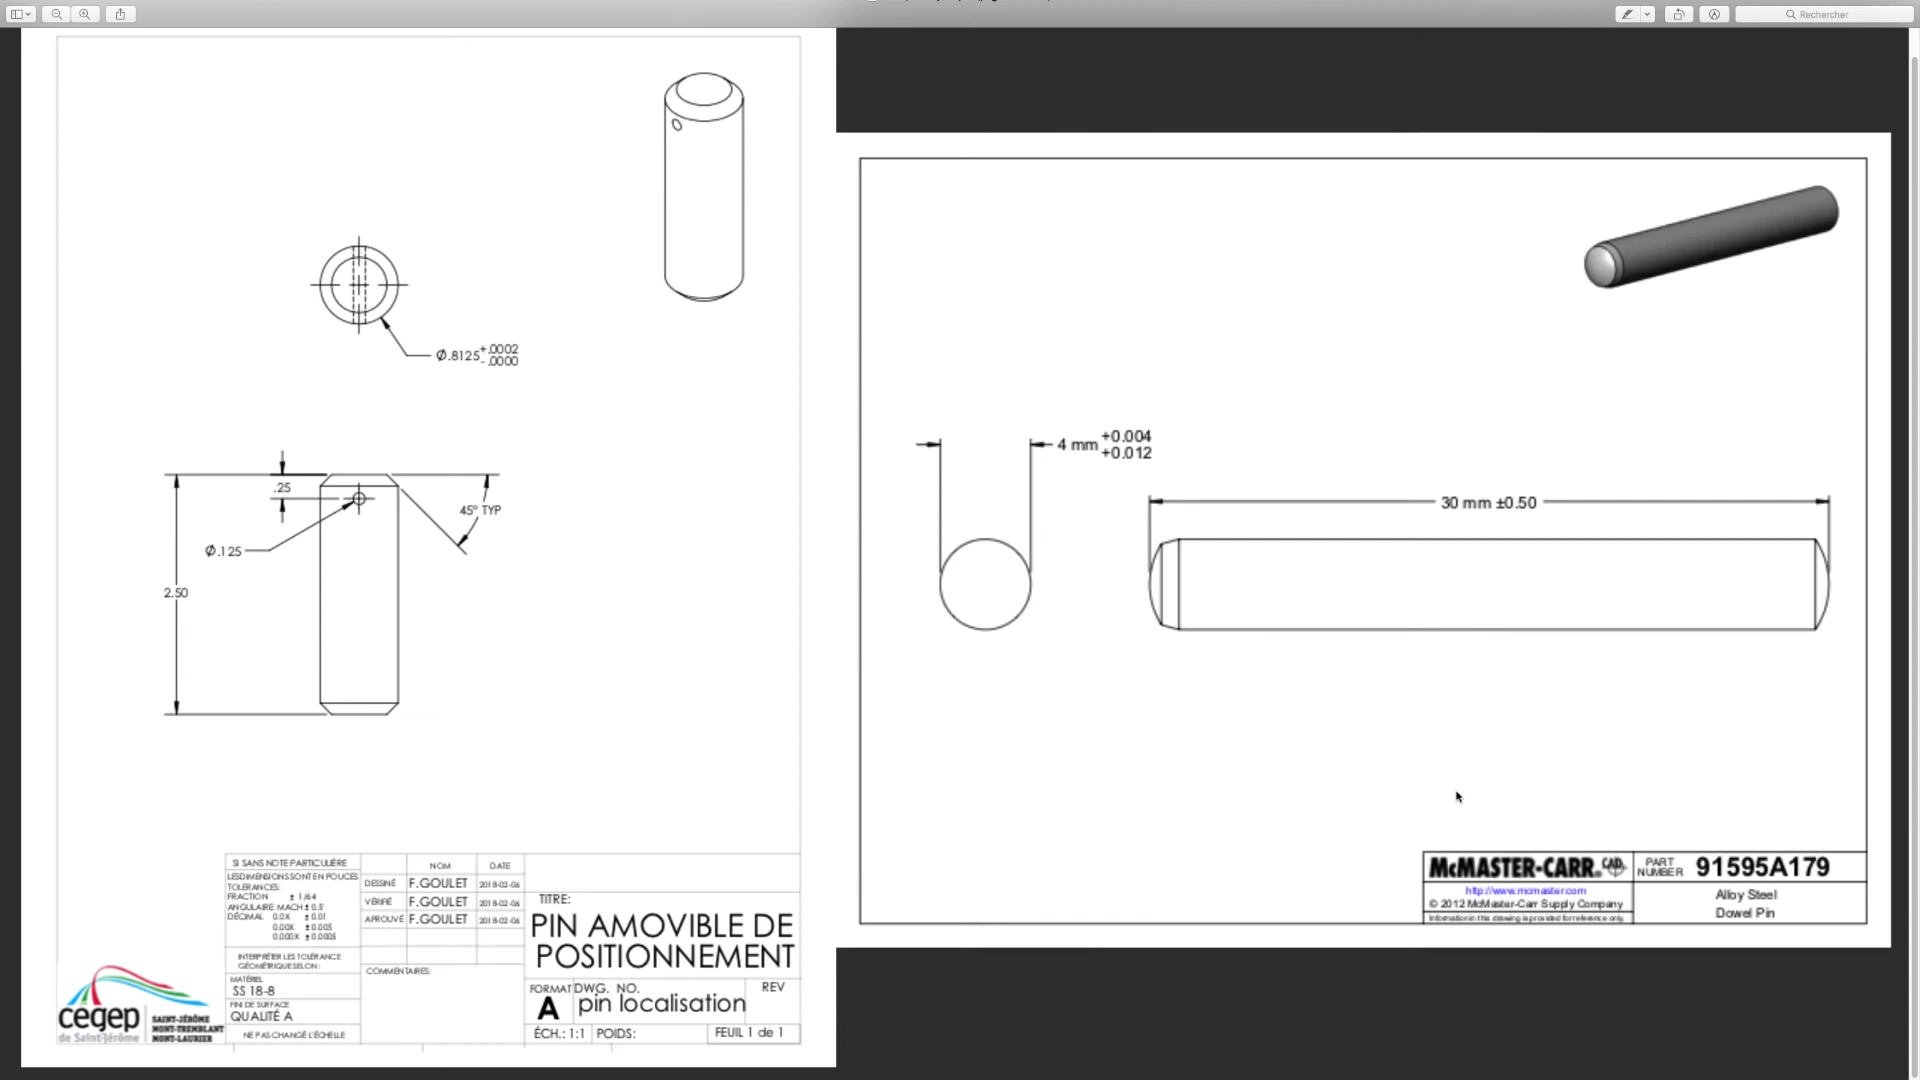 Rechercher
Ø.8125 +.0002
- .0000
.25
45° TYP
Ø.125
2.50
SI SANS NOTE PARTICULIÈRE
LES DIMENSIONS SONT EN POUCES
TOLERANCES:
FRACTION ± 1/64
ANGULAIRE: MACH ± 0.5'
DÉCIMAL 0.0X ± 0.01
0.00X ± 0.005
0.000X ± 0.0005
INTERPRÉTER LES TOLÉRANCE
GÉOMÉTRIQUE SELON :
MATÉRIEL
SS 18-8
FINI DE SURFACE
QUALITÉ A
NE PAS CHANGÉ L'ÉCHELLE
NOM DATE
DESSINÉ F.GOULET 2018-02-06
VÉRIFIÉ F.GOULET 2018-02-06
APROUVÉ F.GOULET 2018-02-06
COMMENTAIRES:
TITRE:
PIN AMOVIBLE DE
POSITIONNEMENT
FORMAT DWG. NO. REV
A pin localisation
ÉCH.: 1:1 POIDS: FEUIL 1 de 1
cégep
de Saint-Jérôme
SAINT-JÉRÔME
MONT-TREMBLANT
MONT-LAURIER
4 mm +0.004
+0.012
30 mm ±0.50
McMASTER-CARR CAD
http://www.mcmaster.com
© 2012 McMaster-Carr Supply Company
Information in this drawing is provided for reference only.
PART
NUMBER 91595A179
Alloy Steel
Dowel Pin